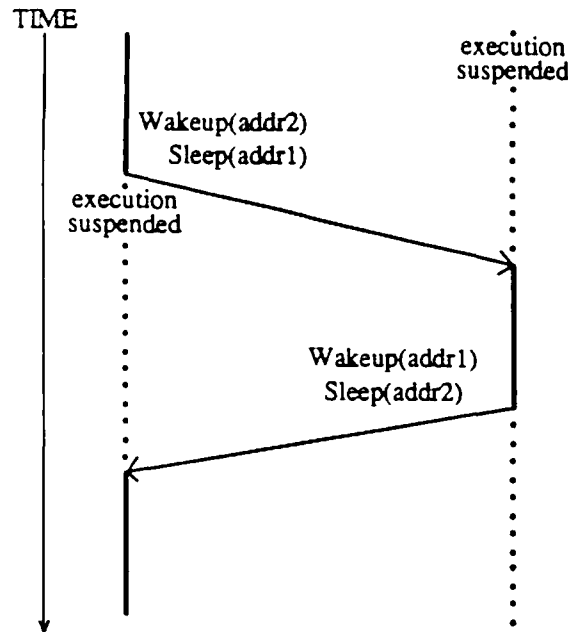 TIME
execution
suspended
Wakeup(addr2)
Sleep(addr1)
execution
suspended
Wakeup(addr1)
Sleep(addr2)